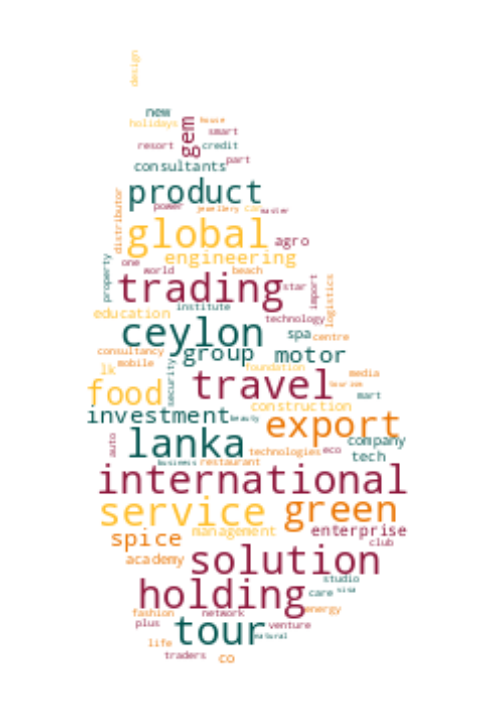 design
new
holidays house
gem smart
resort credit
consultants part
product
distributor power jewellery master
global
agro
engineering
property one world beach
trading star import logistics
institute
education technology
ceylon spa centre
consultancy group motor
mobile foundation
lk security media
travel tourism
food mart
construction
investment beauty export
auto lanka company
technologies eco tech
business restaurant
international
service green
management enterprise
spice club
academy solution
studio
holding care visa
fashion network energy
plus tour venture
natural
life
traders co